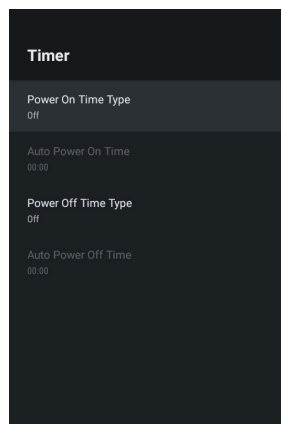 Timer
Power On Time Type
Off
Auto Power On Time
00:00
Power Off Time Type
Off
Auto Power Off Time
00:00